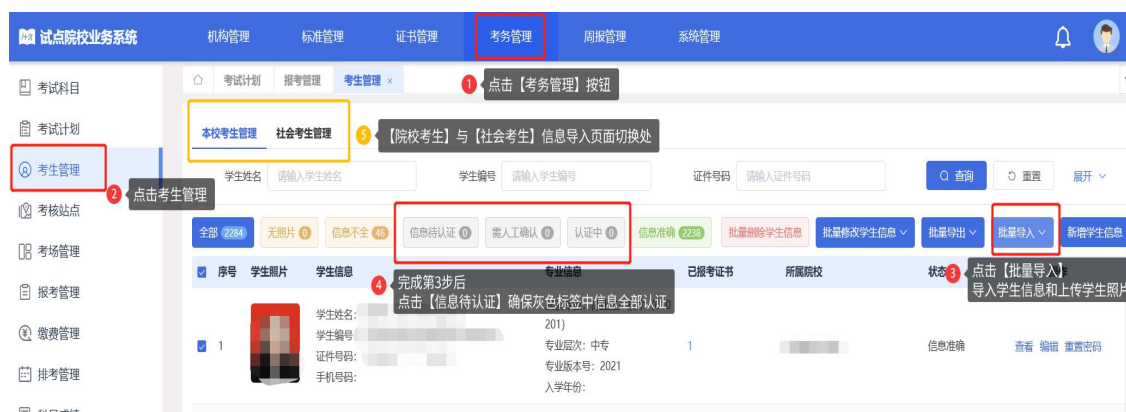 试点院校业务系统 机构管理 标准管理 证书管理 考务管理 周报管理 系统管理
考试科目
考试计划
考生管理
考核站点
考场管理
报考管理
缴费管理
排考管理
考试计划 报考管理 考生管理 ×
1 点击【考务管理】按钮
本校考生管理 社会考生管理
5 【院校考生】与【社会考生】信息导入页面切换处
2 点击考生管理
学生姓名 请输入学生姓名 学生编号 请输入学生编号 证件号码 请输入证件号码 查询 重置 展开
全部 2284 无照片 0 信息不全 46 信息待认证 0 需人工确认 0 认证中 0 信息准确 2238 批量删除学生信息 批量修改学生信息 批量导出 批量导入 新增学生信息
序号 学生照片 学生信息 专业信息 已报考证书 所属院校 状态
4 完成第3步后
点击【信息待认证】确保灰色标签中信息全部认证
3 点击【批量导入】
导入学生信息和上传学生照片
1
学生姓名:
学生编号
证件号码:
手机号码:
201)
专业层次: 中专
专业版本号: 2021
入学年份:
1
信息准确
查看 编辑 重置密码